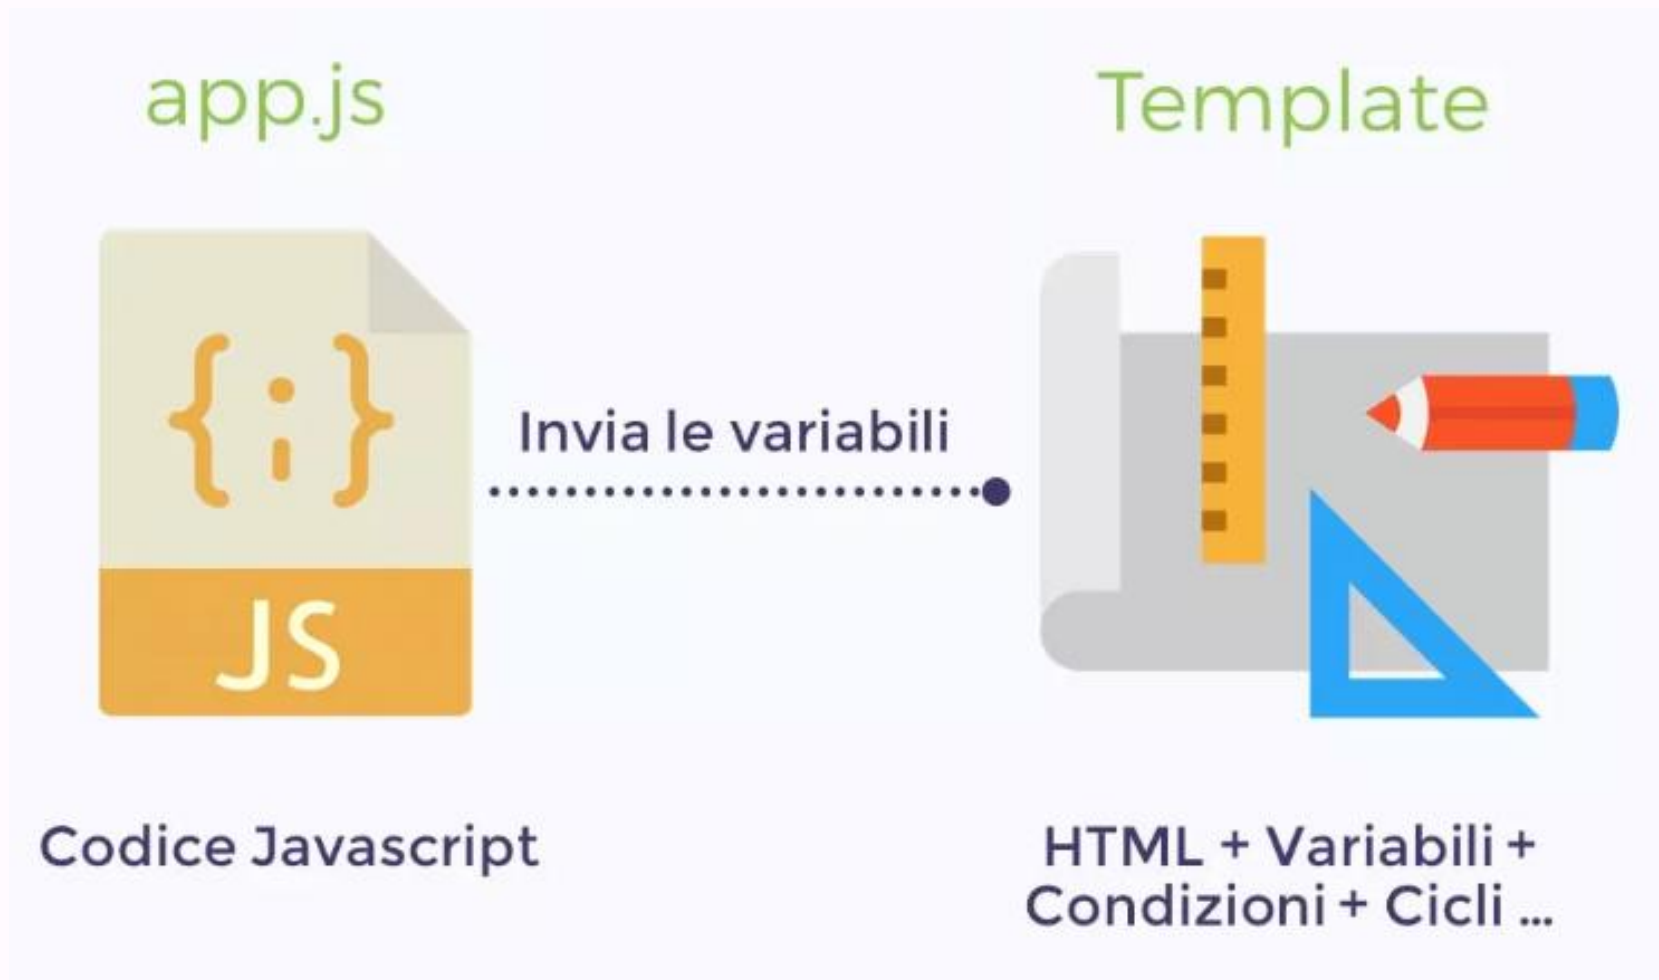 app.js
Template
{;}
JS
Invia le variabili
Codice Javascript
HTML + Variabili +
Condizioni + Cicli ...